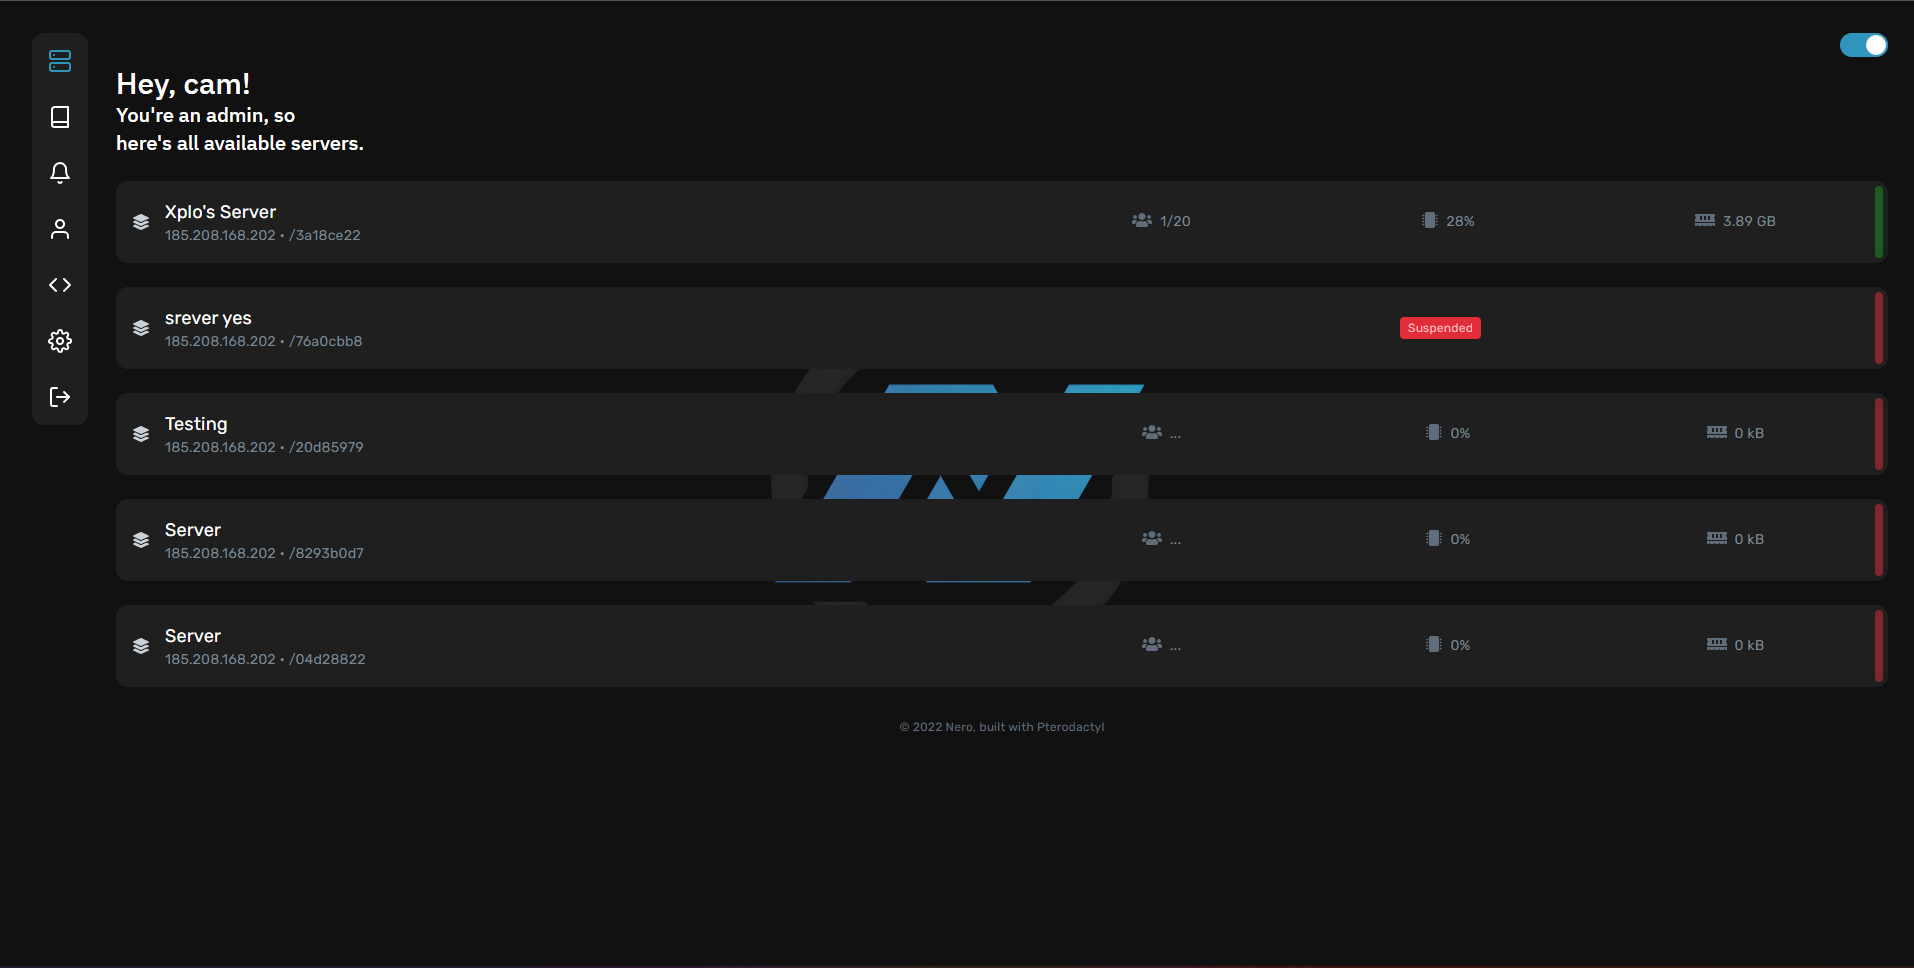 Hey, cam!
You're an admin, so
here's all available servers.
Xplo's Server
185.208.168.202 • /3a18ce22
1/20
28%
3.89 GB
srever yes
185.208.168.202 • /76a0cbb8
Suspended
Testing
185.208.168.202 • /20d85979
...
0%
0 kB
Server
185.208.168.202 • /8293b0d7
...
0%
0 kB
Server
185.208.168.202 • /04d28822
...
0%
0 kB
© 2022 Nero, built with Pterodactyl